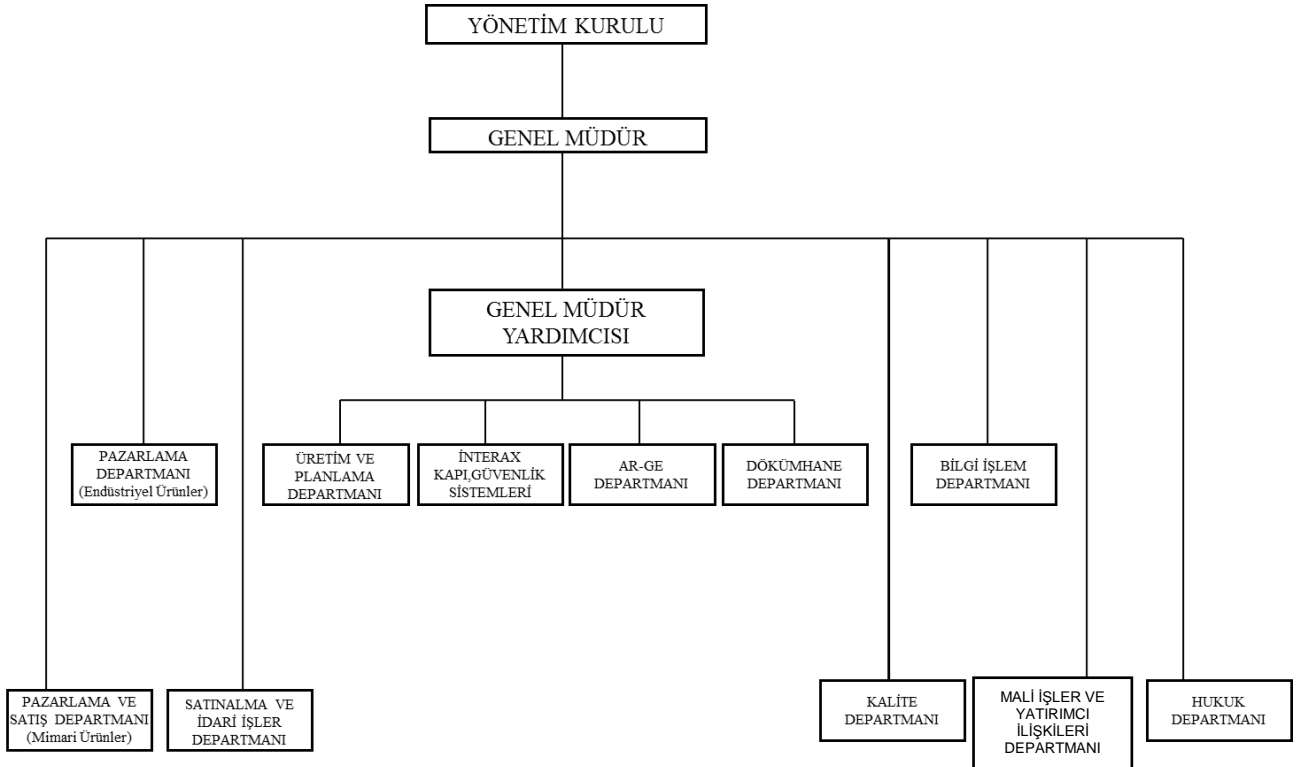 YÖNETİM KURULU
GENEL MÜDÜR
GENEL MÜDÜR
YARDIMCISI
PAZARLAMA
DEPARTMANI
(Endüstriyel Ürünler)
ÜRETİM VE
PLANLAMA
DEPARTMANI
İNTERAX
KAPI,GÜVENLİK
SİSTEMLERİ
AR-GE
DEPARTMANI
DÖKÜMHANE
DEPARTMANI
BİLGİ İŞLEM
DEPARTMANI
PAZARLAMA VE
SATIŞ DEPARTMANI
(Mimari Ürünler)
SATINALMA VE
İDARİ İŞLER
DEPARTMANI
KALİTE
DEPARTMANI
MALİ İŞLER VE
YATIRIMCI
İLİŞKİLERİ
DEPARTMANI
HUKUK
DEPARTMANI